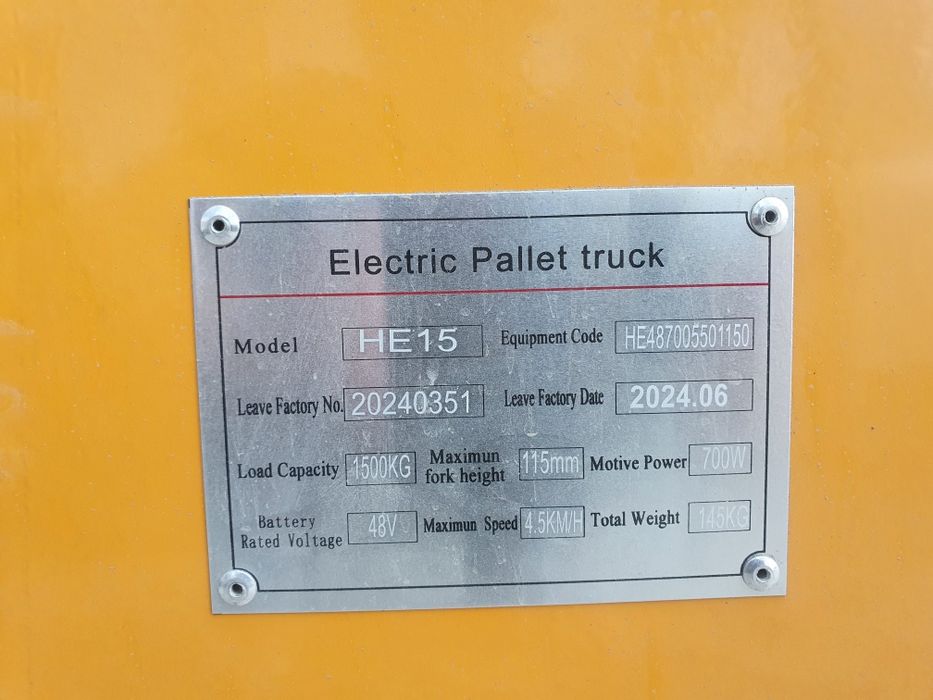 Electric Pallet truck
Model HE15 Equipment Code HE487005501150
Leave Factory No. 20240351 Leave Factory Date 2024.06
Load Capacity 1500KG Maximun fork height 115mm Motive Power 700W
Battery Rated Voltage 48V Maximun Speed 4.5KM/H Total Weight 145KG